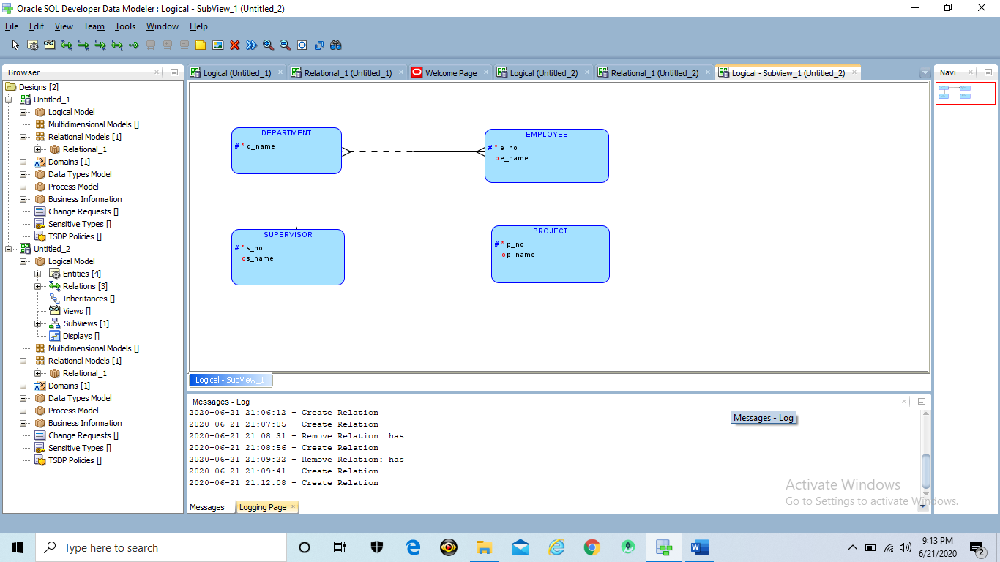 Oracle SQL Developer Data Modeler : Logical - SubView_1 (Untitled_2)
File Edit View Team Tools Window Help
Browser
Designs [2]
Untitled_1
Logical Model
Multidimensional Models []
Relational Models [1]
Relational_1
Domains [1]
Data Types Model
Process Model
Business Information
Change Requests []
Sensitive Types []
TSDP Policies []
Untitled_2
Logical Model
Entities [4]
Relations [3]
Inheritances []
Views []
SubViews [1]
Displays []
Multidimensional Models []
Relational Models [1]
Relational_1
Domains [1]
Data Types Model
Process Model
Business Information
Change Requests []
Sensitive Types []
TSDP Policies []
Logical (Untitled_1) Relational_1 (Untitled_1) Welcome Page Logical (Untitled_2) Relational_1 (Untitled_2) Logical - SubView_1 (Untitled_2)
Navi...
DEPARTMENT
# * d_name
EMPLOYEE
# * e_no
o e_name
SUPERVISOR
# * s_no
o s_name
PROJECT
# * p_no
o p_name
Logical - SubView_1
Messages - Log
2020-06-21 21:06:12 - Create Relation
2020-06-21 21:07:05 - Create Relation
2020-06-21 21:08:31 - Remove Relation: has
2020-06-21 21:08:56 - Create Relation
2020-06-21 21:09:22 - Remove Relation: has
2020-06-21 21:09:41 - Create Relation
2020-06-21 21:12:08 - Create Relation
Messages - Log
Messages Logging Page
Activate Windows
Go to Settings to activate Windows.
Type here to search
9:13 PM
6/21/2020
2